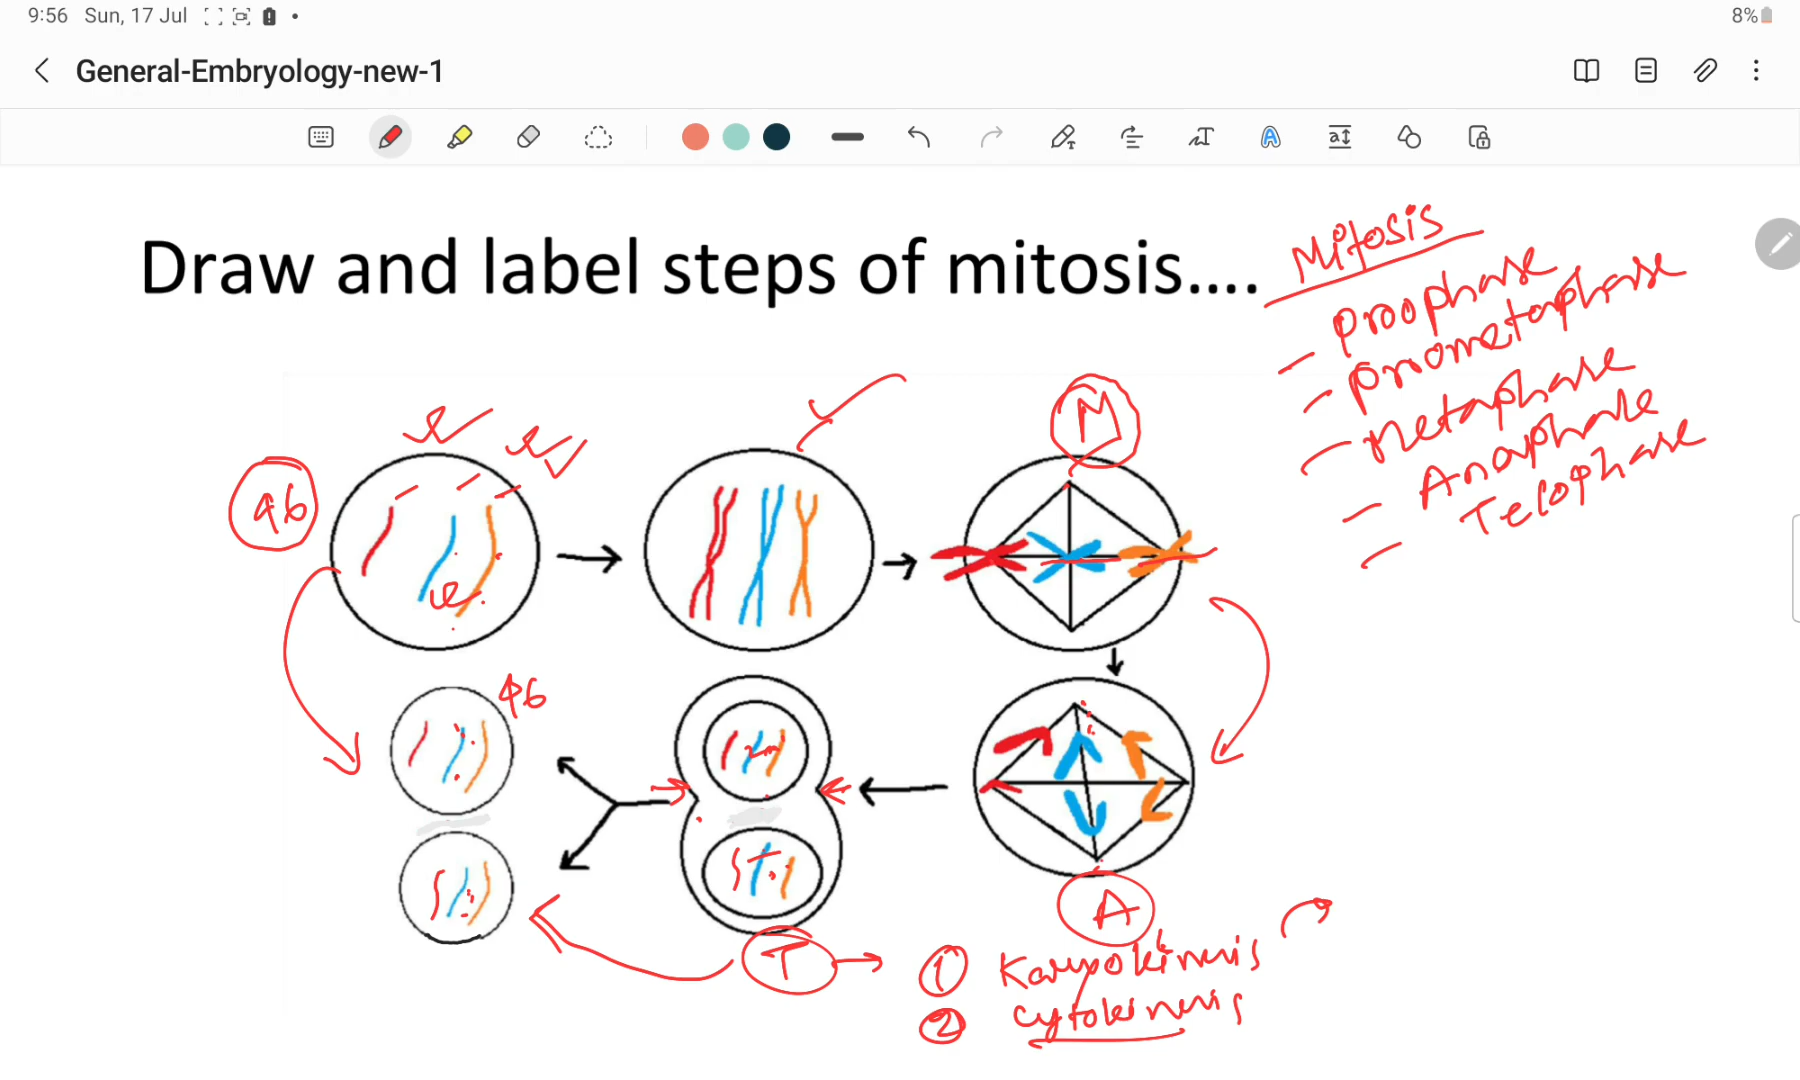 9:56 Sun, 17 Jul
8%
General-Embryology-new-1
Draw and label steps of mitosis....
Mitosis
- proophase
- prometaphase
- Metaphase
- Anaphase
- Telophase
M
46
46
A
T
① Karyokinesis
② cytokinesis